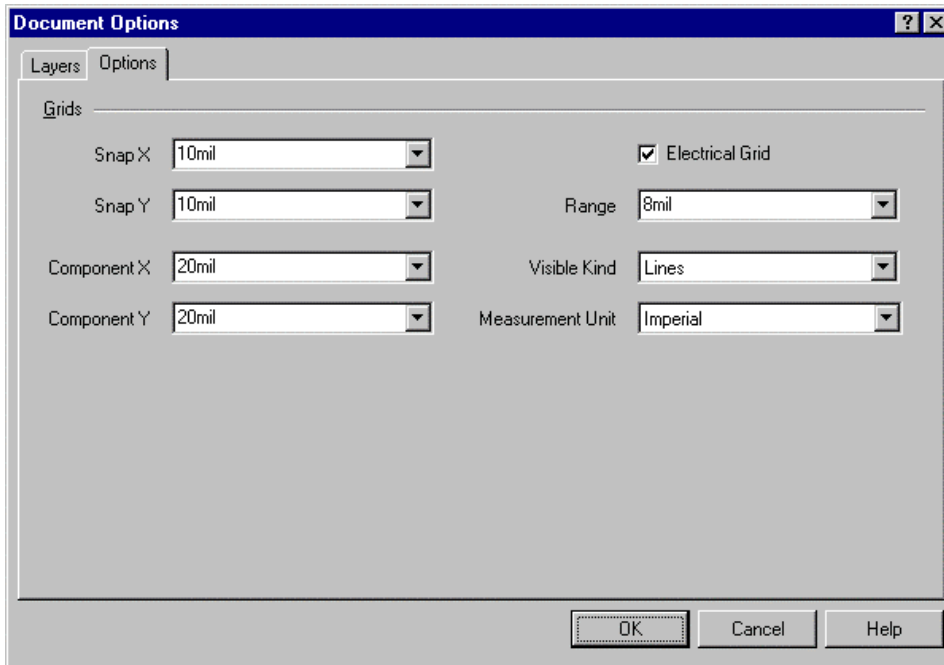 Document Options
Layers Options
Grids
Snap X 10mil Electrical Grid
Snap Y 10mil Range 8mil
Component X 20mil Visible Kind Lines
Component Y 20mil Measurement Unit Imperial
OK Cancel Help